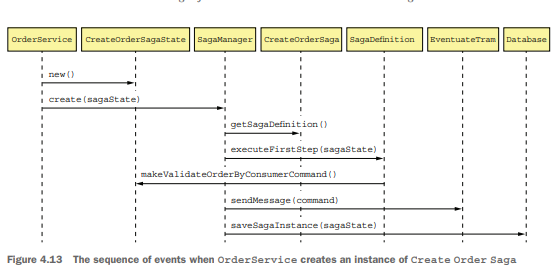 OrderService CreateOrderSagaState SagaManager CreateOrderSaga SagaDefinition EventuateTram Database
new()
create(sagaState)
getSagaDefinition()
executeFirstStep(sagaState)
makeValidateOrderByConsumerCommand()
sendMessage(command)
saveSagaInstance(sagaState)
Figure 4.13 The sequence of events when OrderService creates an instance of Create Order Saga